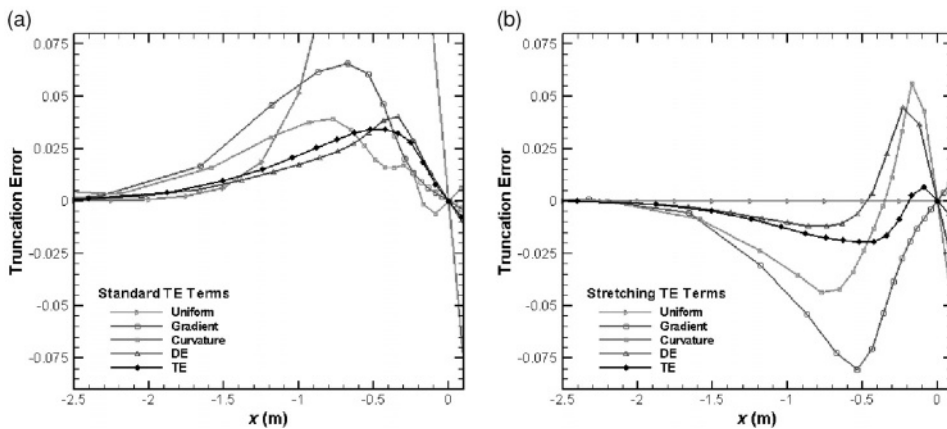 (a)
0.075
0.05
0.025
0
-0.025
-0.05
-0.075
Truncation Error
Standard TE Terms
Uniform
Gradient
Curvature
DE
TE
-2.5 -2 -1.5 -1 -0.5 0
x (m)
(b)
0.075
0.05
0.025
0
-0.025
-0.05
-0.075
Truncation Error
Stretching TE Terms
Uniform
Gradient
Curvature
DE
TE
-2.5 -2 -1.5 -1 -0.5 0
x (m)